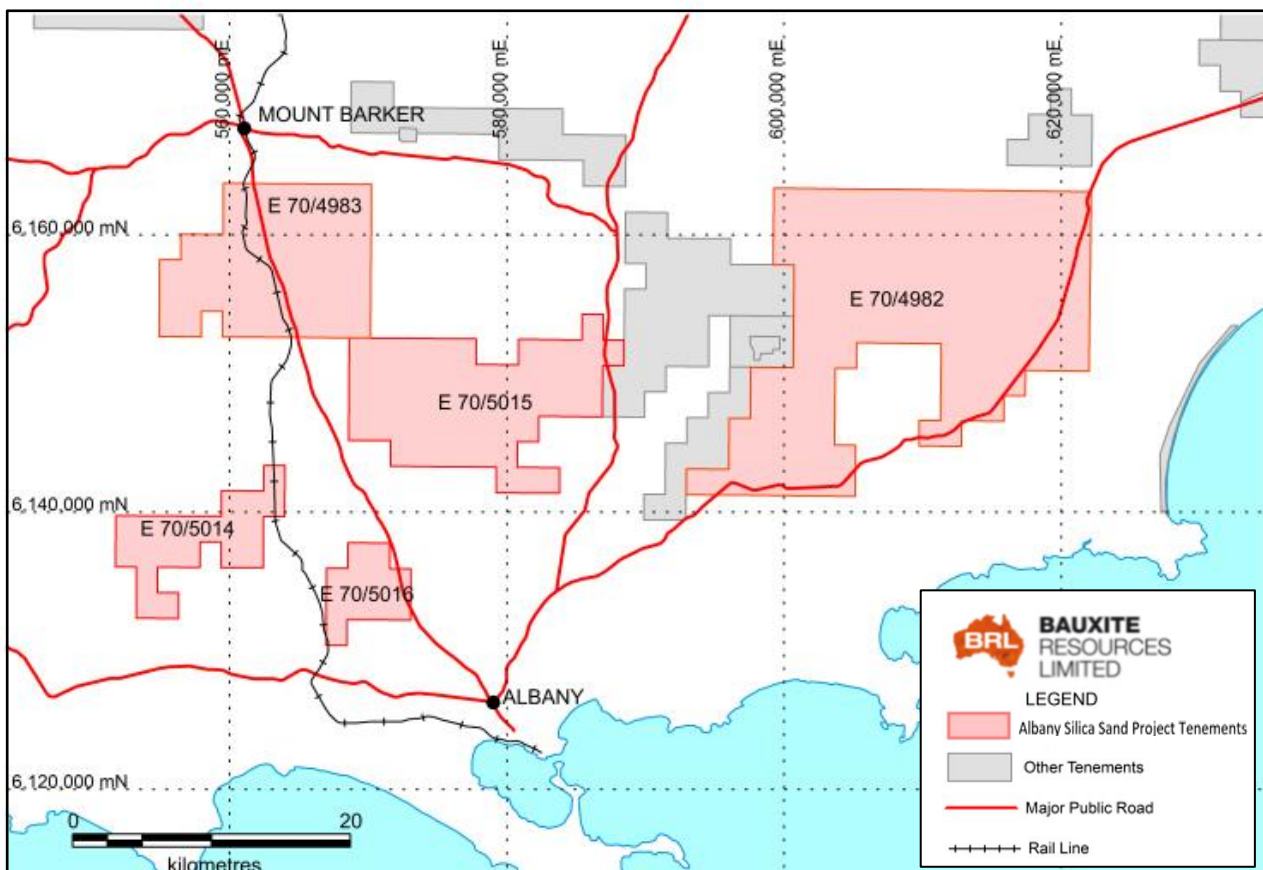 560,000 mE
580,000 mE
600,000 mE
620,000 mE
MOUNT BARKER
E 70/4983
6,160,000 mN
E 70/4982
E 70/5015
6,140,000 mN
E 70/5014
E 70/5016
ALBANY
6,120,000 mN
0
20
kilometres
BRL
BAUXITE
RESOURCES
LIMITED
LEGEND
Albany Silica Sand Project Tenements
Other Tenements
Major Public Road
Rail Line